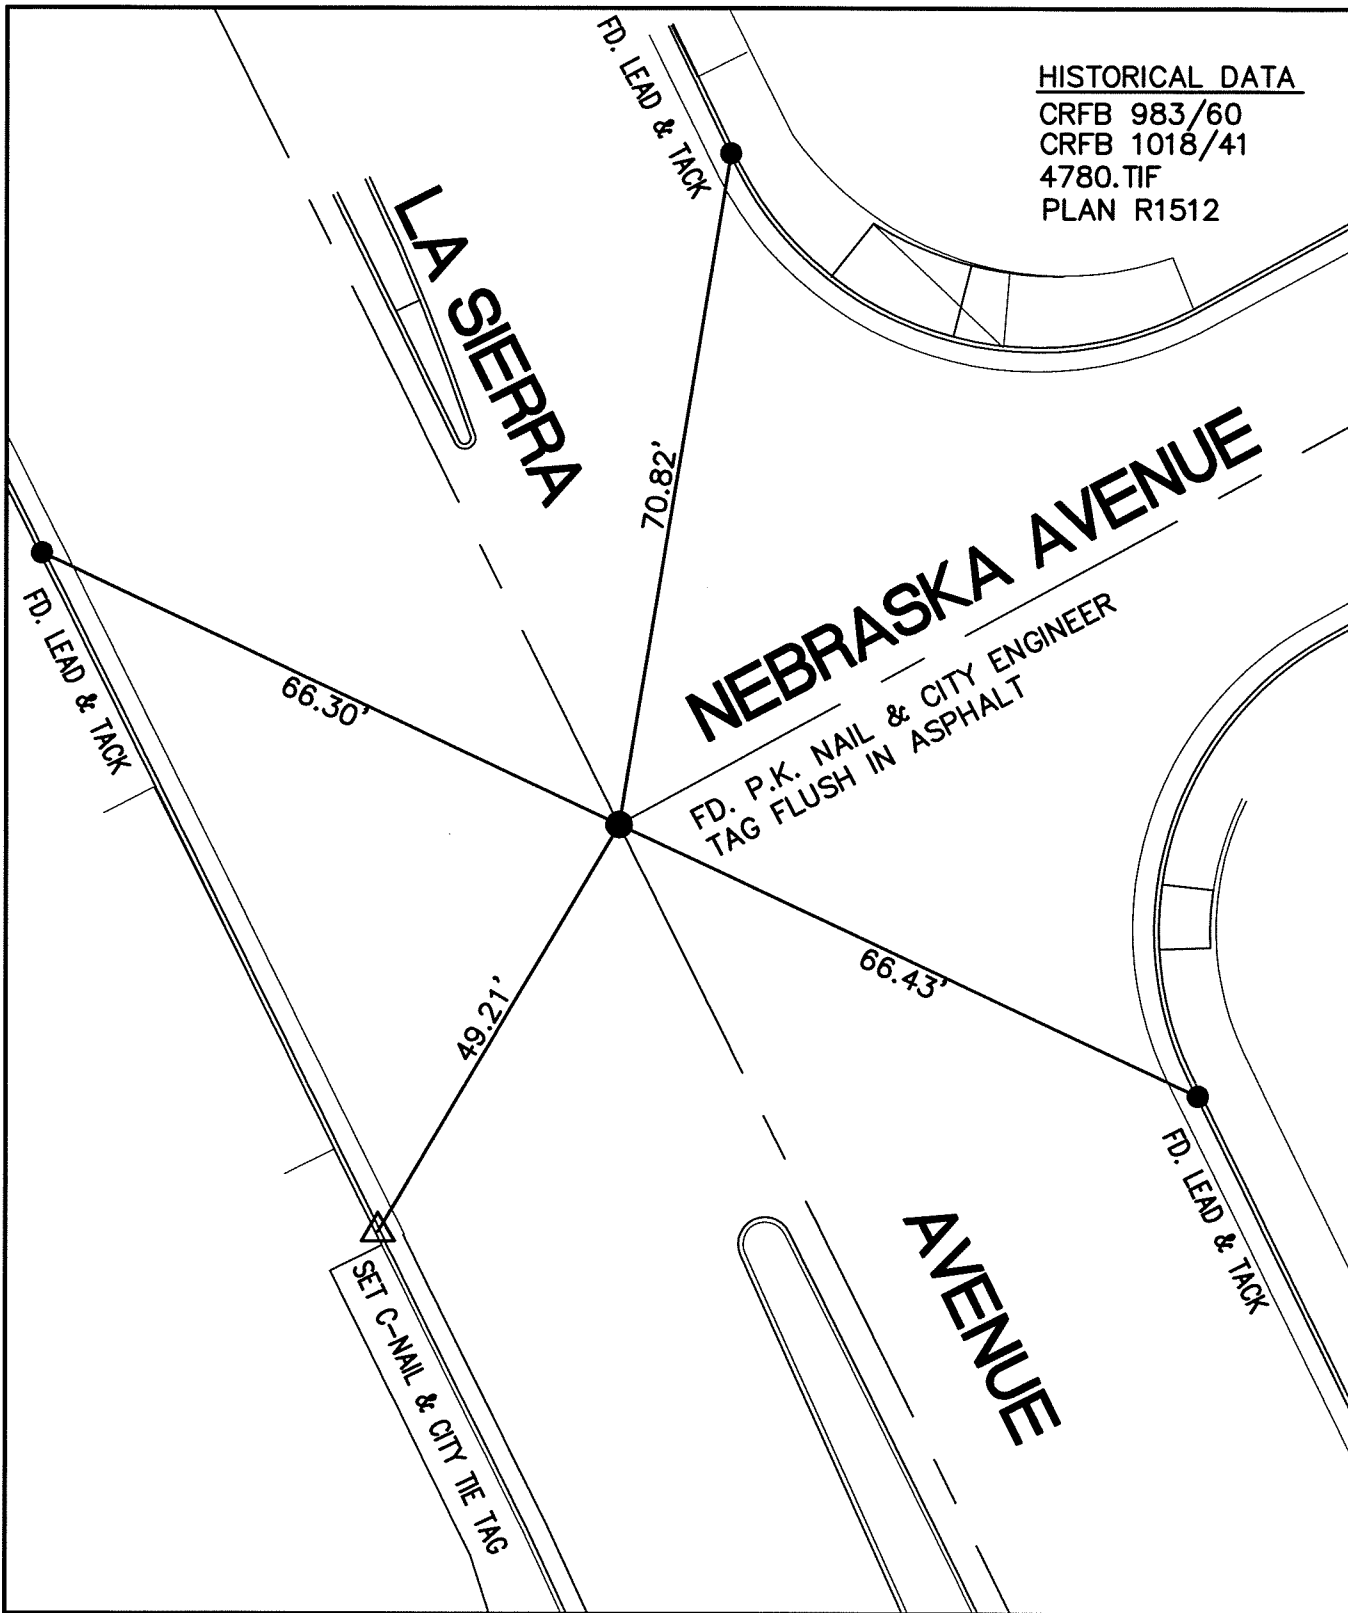 HISTORICAL DATA
CRFB 983/60
CRFB 1018/41
4780.TIF
PLAN R1512
FD. LEAD & TACK
LA SIERRA
70.82'
NEBRASKA AVENUE
FD. LEAD & TACK
66.30'
FD. P.K. NAIL & CITY ENGINEER
TAG FLUSH IN ASPHALT
49.21'
66.43'
FD. LEAD & TACK
AVENUE
SET C-NAIL & CITY TIE TAG